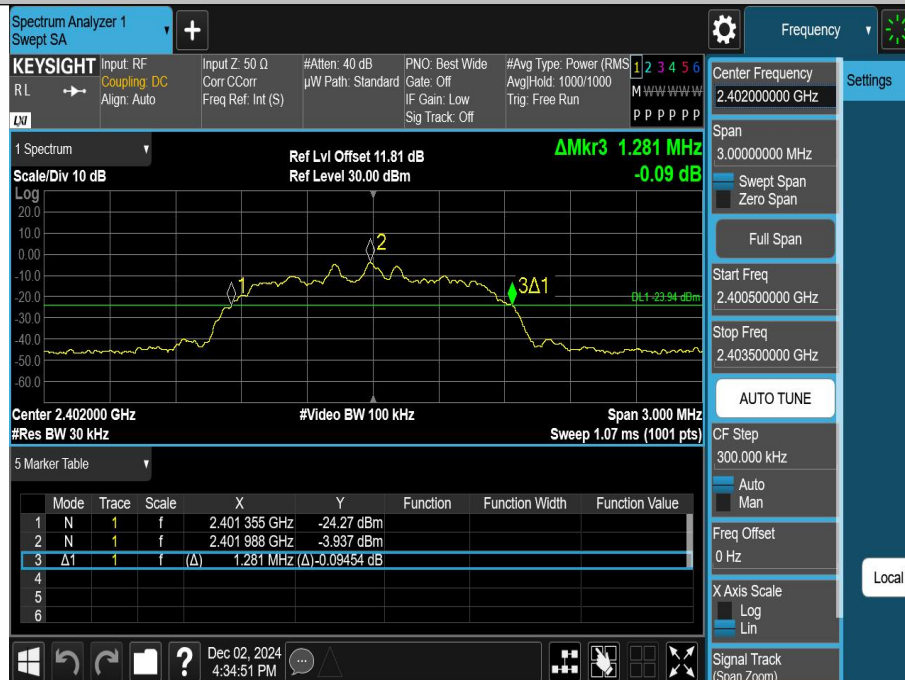 Spectrum Analyzer 1
Swept SA
+
Frequency
KEYSIGHT
RL
LXI
Input: RF
Coupling: DC
Align: Auto
Input Z: 50 Ω
Corr CCorr
Freq Ref: Int (S)
#Atten: 40 dB
µW Path: Standard
PNO: Best Wide
Gate: Off
IF Gain: Low
Sig Track: Off
#Avg Type: Power (RMS
Avg|Hold: 1000/1000
Trig: Free Run
1 2 3 4 5 6
M W W W W W
P P P P P P
1 Spectrum
Scale/Div 10 dB
Ref Lvl Offset 11.81 dB
Ref Level 30.00 dBm
ΔMkr3 1.281 MHz
-0.09 dB
Log
20.0
10.0
0.00
-10.0
-20.0
-30.0
-40.0
-50.0
-60.0
1
2
3Δ1
DL1 -23.94 dBm
Center 2.402000 GHz
#Video BW 100 kHz
Span 3.000 MHz
#Res BW 30 kHz
Sweep 1.07 ms (1001 pts)
5 Marker Table
Mode Trace Scale X Y Function Function Width Function Value
1 N 1 f 2.401 355 GHz -24.27 dBm
2 N 1 f 2.401 988 GHz -3.937 dBm
3 Δ1 1 f (Δ) 1.281 MHz (Δ) -0.09454 dB
4
5
6
?
Dec 02, 2024
4:34:51 PM
Center Frequency
2.402000000 GHz
Span
3.00000000 MHz
Swept Span
Zero Span
Full Span
Start Freq
2.400500000 GHz
Stop Freq
2.403500000 GHz
AUTO TUNE
CF Step
300.000 kHz
Auto
Man
Freq Offset
0 Hz
X Axis Scale
Log
Lin
Signal Track
(Span Zoom)
Settings
Local